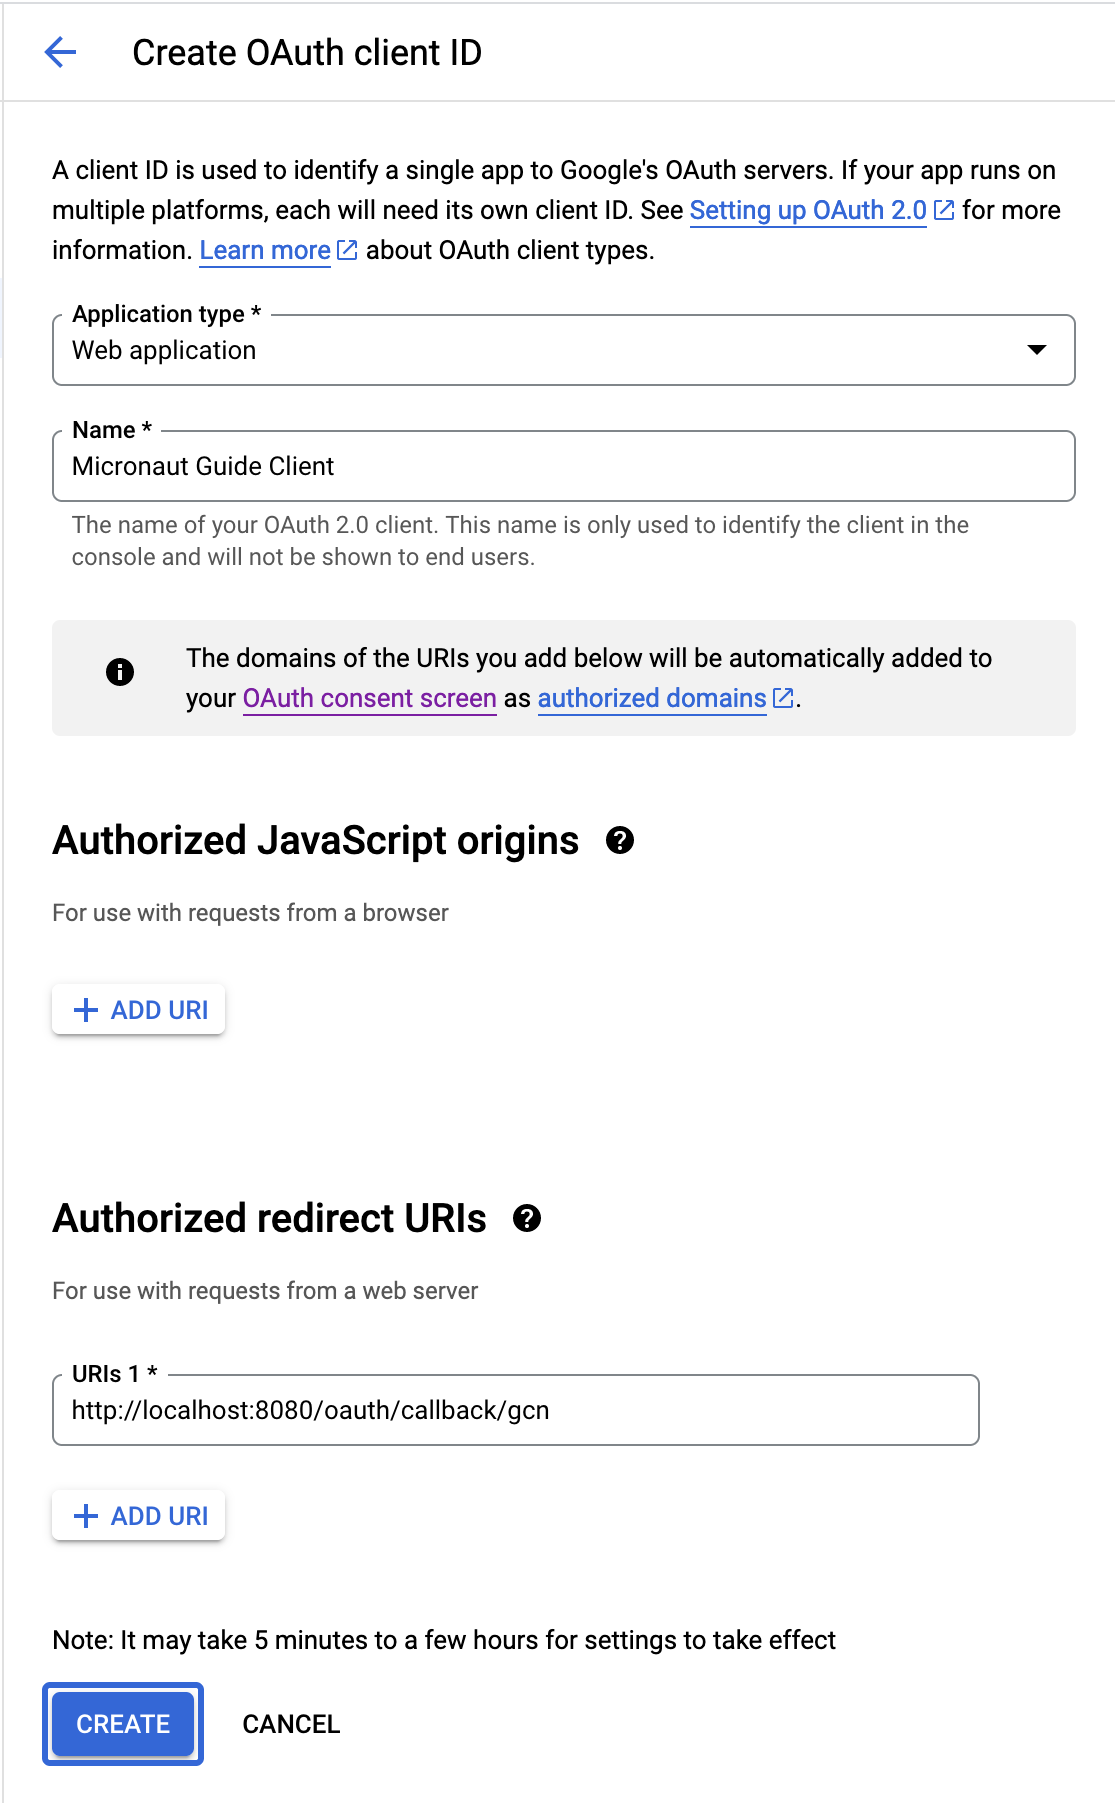 Create OAuth client ID
A client ID is used to identify a single app to Google's OAuth servers. If your app runs on
multiple platforms, each will need its own client ID. See Setting up OAuth 2.0 for more
information. Learn more about OAuth client types.
Application type *
Web application
Name *
Micronaut Guide Client
The name of your OAuth 2.0 client. This name is only used to identify the client in the
console and will not be shown to end users.
The domains of the URIs you add below will be automatically added to
your OAuth consent screen as authorized domains.
Authorized JavaScript origins
For use with requests from a browser
ADD URI
Authorized redirect URIs
For use with requests from a web server
URIs 1 *
http://localhost:8080/oauth/callback/gcn
ADD URI
Note: It may take 5 minutes to a few hours for settings to take effect
CREATE CANCEL